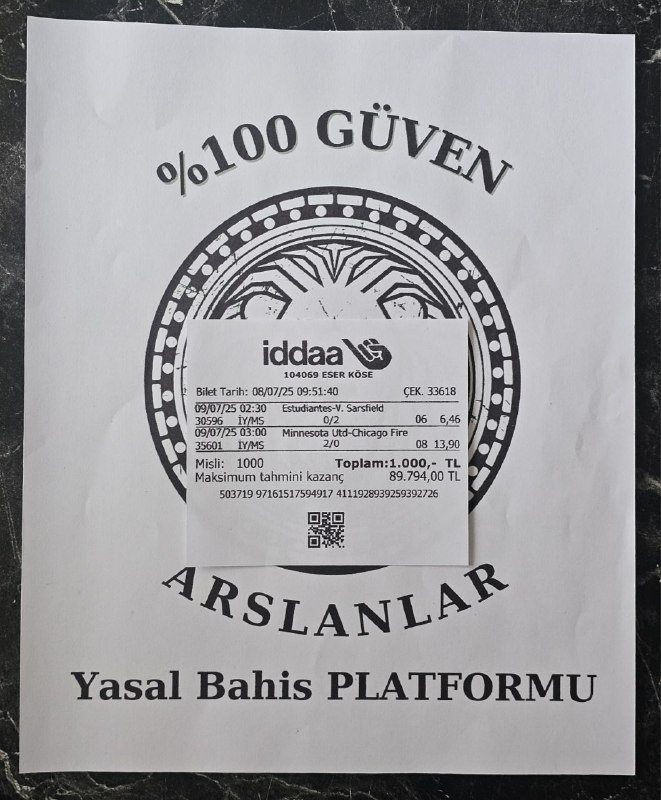 %100 GÜVEN
iddaa
104069 ESER KÖSE
Bilet Tarih: 08/07/25 09:51:40 ÇEK. 33618
09/07/25 02:30 Estudiantes-V. Sarsfield
30596 İY/MS 0/2 06 6,46
09/07/25 03:00 Minnesota Utd-Chicago Fire
35601 İY/MS 2/0 08 13,90
Misli: 1000 Toplam:1.000,- TL
Maksimum tahmini kazanç 89.794,00 TL
503719 97161517594917 4111928939259392726
ARSLANLAR
Yasal Bahis PLATFORMU